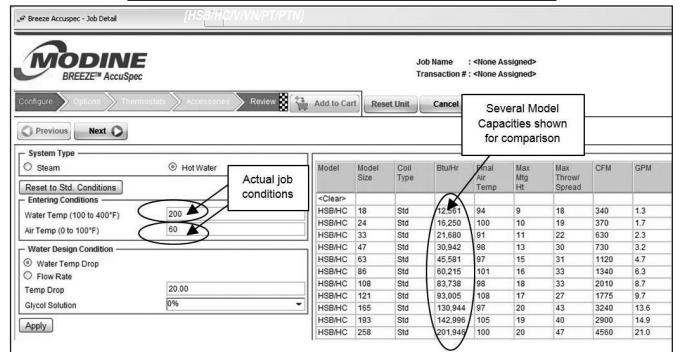 Breeze Accuspec - Job Detail
[HSB/HC/V/VN/PT/PTN]
MODINE
BREEZE™ AccuSpec
Job Name : <None Assigned>
Transaction # : <None Assigned>
Configure Options Thermostats Accessories Review Add to Cart Reset Unit Cancel
Several Model
Capacities shown
for comparison
Previous Next
System Type
Steam Hot Water
Actual job
conditions
Reset to Std. Conditions
Entering Conditions
Water Temp (100 to 400°F) 200
Air Temp (0 to 100°F) 60
Water Design Condition
Water Temp Drop
Flow Rate
Temp Drop 20.00
Glycol Solution 0%
Apply
Model Model Size Coil Type Btu/Hr Final Air Temp Max Mtg Ht Max Throw/ Spread CFM GPM
<Clear>
HSB/HC 18 Std 12,561 94 9 18 340 1.3
HSB/HC 24 Std 16,250 100 10 19 370 1.7
HSB/HC 33 Std 21,680 91 11 22 630 2.3
HSB/HC 47 Std 30,942 98 13 30 730 3.2
HSB/HC 63 Std 45,581 97 15 31 1120 4.7
HSB/HC 86 Std 60,215 101 16 33 1340 6.3
HSB/HC 108 Std 83,738 98 18 33 2010 8.7
HSB/HC 121 Std 93,005 108 17 27 1775 9.7
HSB/HC 165 Std 130,944 97 20 43 3240 13.6
HSB/HC 193 Std 142,996 105 19 40 2900 14.9
HSB/HC 258 Std 201,946 100 20 47 4560 21.0